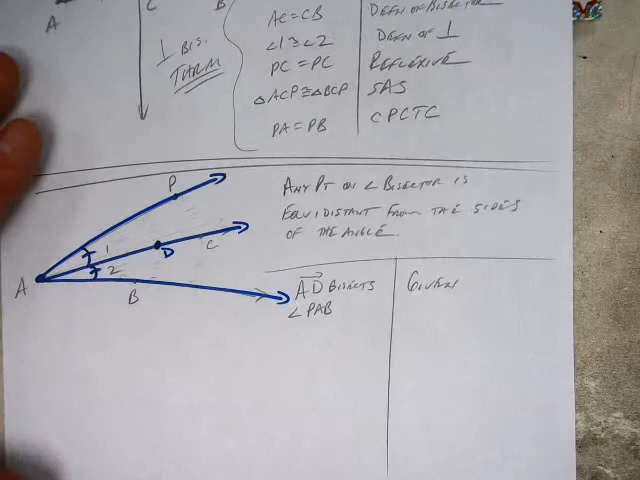 A
C
B
⊥ BIS.
THRM
AC = CB
∠1 ≅ ∠2
PC = PC
△ACP ≅ △BCP
PA = PB
DEFN OF BISECTOR
DEFN OF ⊥
REFLEXIVE
SAS
CPCTC
ANY PT ON ∠ BISECTOR IS
EQUIDISTANT FROM THE SIDES
OF THE ANGLE.
P
1
D
C
2
A
B
AD BISECTS
∠PAB
GIVEN